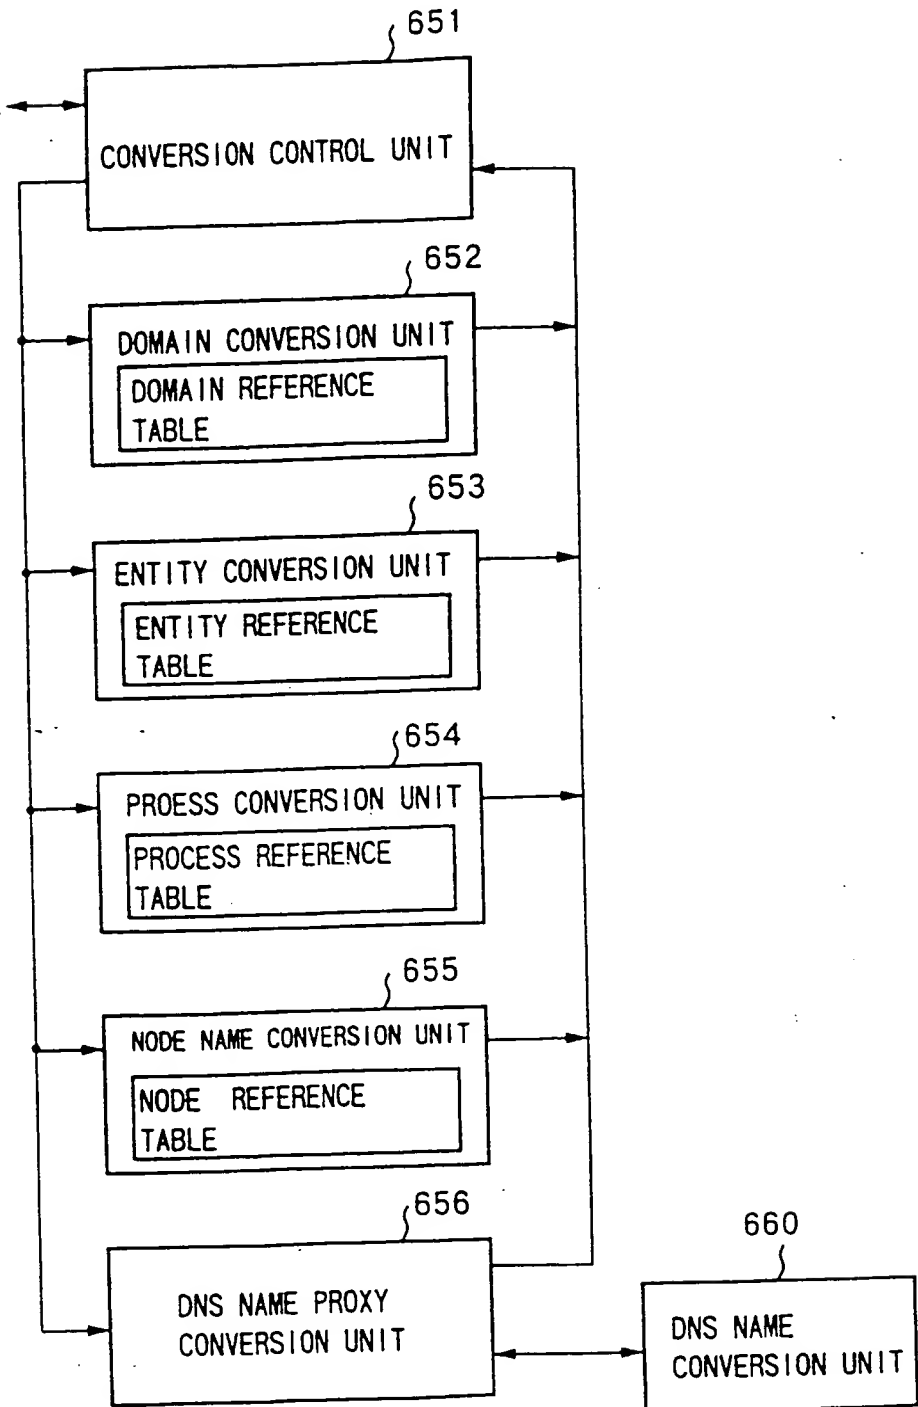 651
CONVERSION CONTROL UNIT
652
DOMAIN CONVERSION UNIT
DOMAIN REFERENCE
TABLE
653
ENTITY CONVERSION UNIT
ENTITY REFERENCE
TABLE
654
PROESS CONVERSION UNIT
PROCESS REFERENCE
TABLE
655
NODE NAME CONVERSION UNIT
NODE REFERENCE
TABLE
656
DNS NAME PROXY
CONVERSION UNIT
660
DNS NAME
CONVERSION UNIT